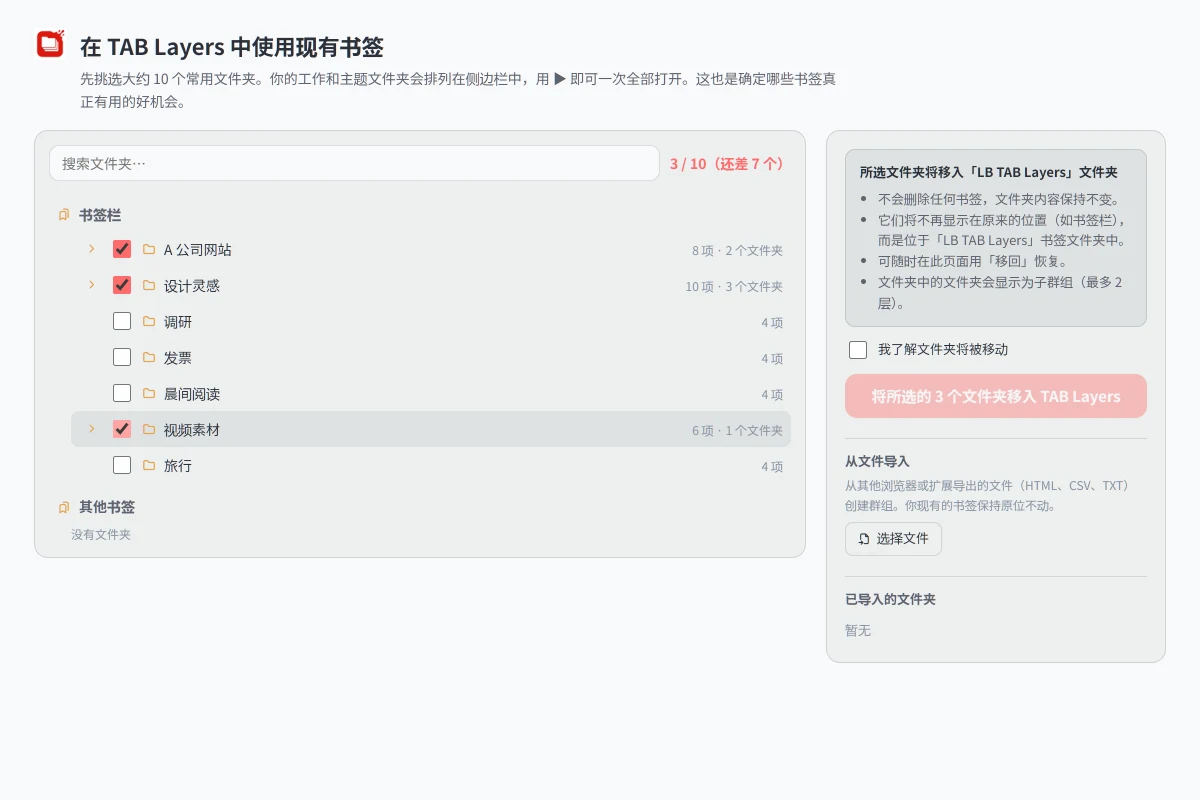 在 TAB Layers 中使用现有书签
先挑选大约 10 个常用文件夹。你的工作和主题文件夹会排列在侧边栏中，用 ▶ 即可一次全部打开。这也是确定哪些书签真
正有用的好机会。
搜索文件夹…
3 / 10（还差 7 个）
书签栏
A 公司网站
8 项 · 2 个文件夹
设计灵感
10 项 · 3 个文件夹
调研
4 项
发票
4 项
晨间阅读
4 项
视频素材
6 项 · 1 个文件夹
旅行
4 项
其他书签
没有文件夹
所选文件夹将移入「LB TAB Layers」文件夹
不会删除任何书签，文件夹内容保持不变。
它们将不再显示在原来的位置（如书签栏），
而是位于「LB TAB Layers」书签文件夹中。
可随时在此页面用「移回」恢复。
文件夹中的文件夹会显示为子群组（最多 2
层）。
我了解文件夹将被移动
将所选的 3 个文件夹移入 TAB Layers
从文件导入
从其他浏览器或扩展导出的文件（HTML、CSV、TXT）
创建群组。你现有的书签保持原位不动。
选择文件
已导入的文件夹
暂无